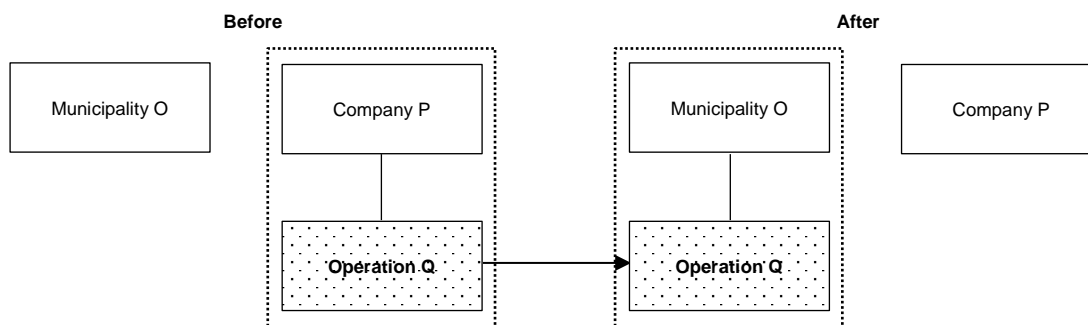 Before
After
Municipality O
Company P
Municipality O
Company P
Operation Q
Operation Q